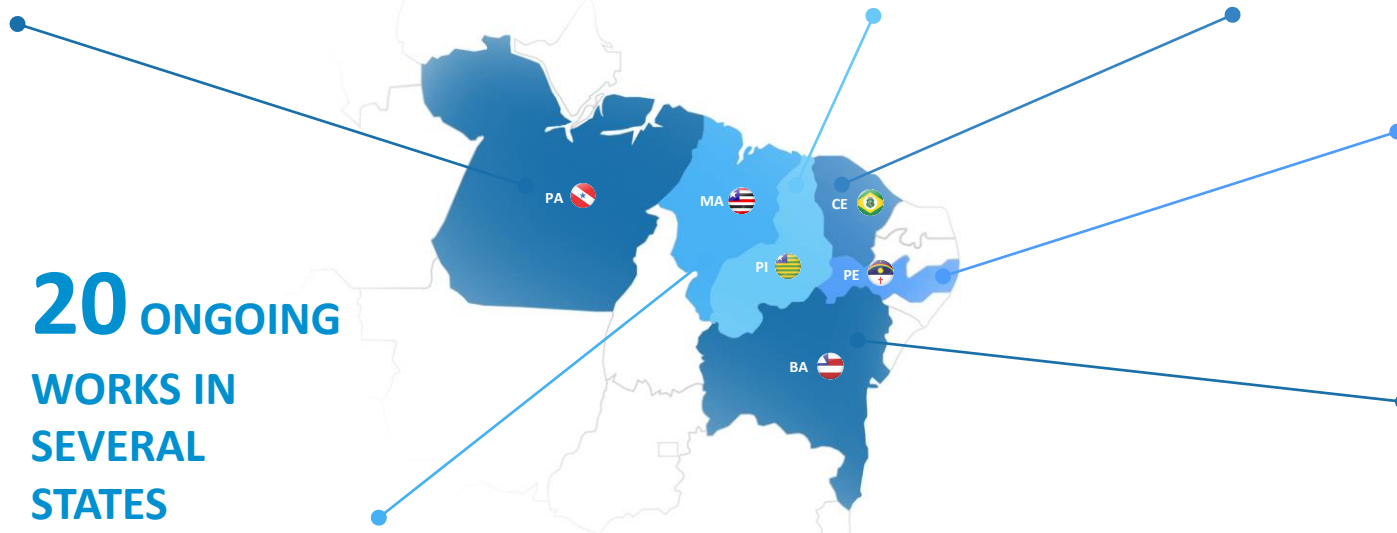 PA
MA
CE
PI
PE
BA
20 ONGOING
WORKS IN
SEVERAL
STATES